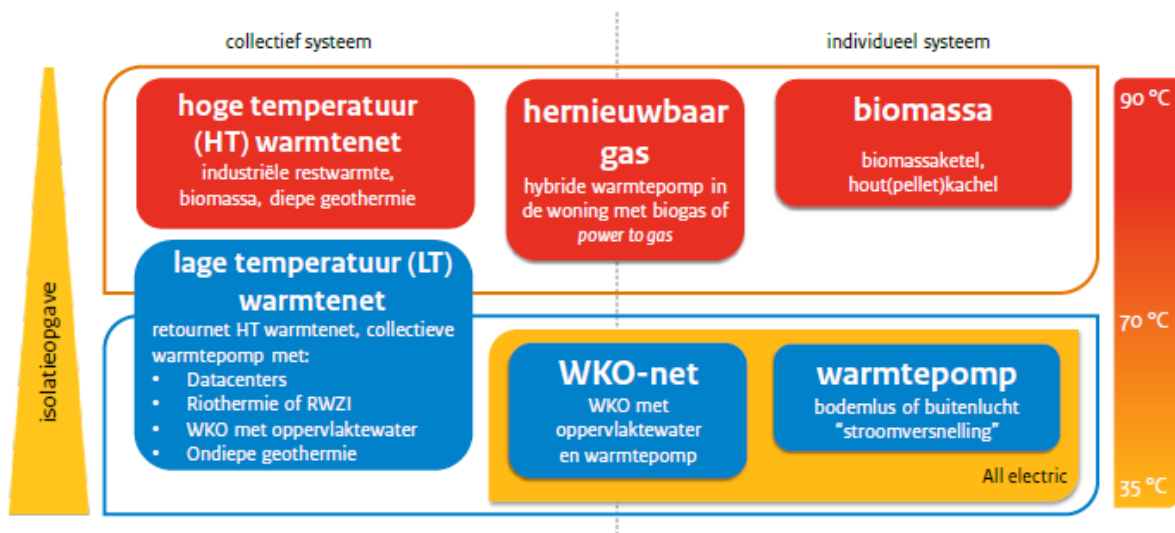 collectief systeem
individueel systeem
isolatieopgave
hoge temperatuur
(HT) warmtenet
industriële restwarmte,
biomassa, diepe geothermie
hernieuwbaar
gas
hybride warmtepomp in
de woning met biogas of
power to gas
biomassa
biomassaketel,
hout(pellet)kachel
lage temperatuur (LT)
warmtenet
retournet HT warmtenet, collectieve
warmtepomp met:
• Datacenters
• Riothermie of RWZI
• WKO met oppervlaktewater
• Ondiepe geothermie
WKO-net
WKO met
oppervlaktewater
en warmtepomp
warmtepomp
bodemlus of buitenlucht
“stroomversnelling”
All electric
90 °C
70 °C
35 °C